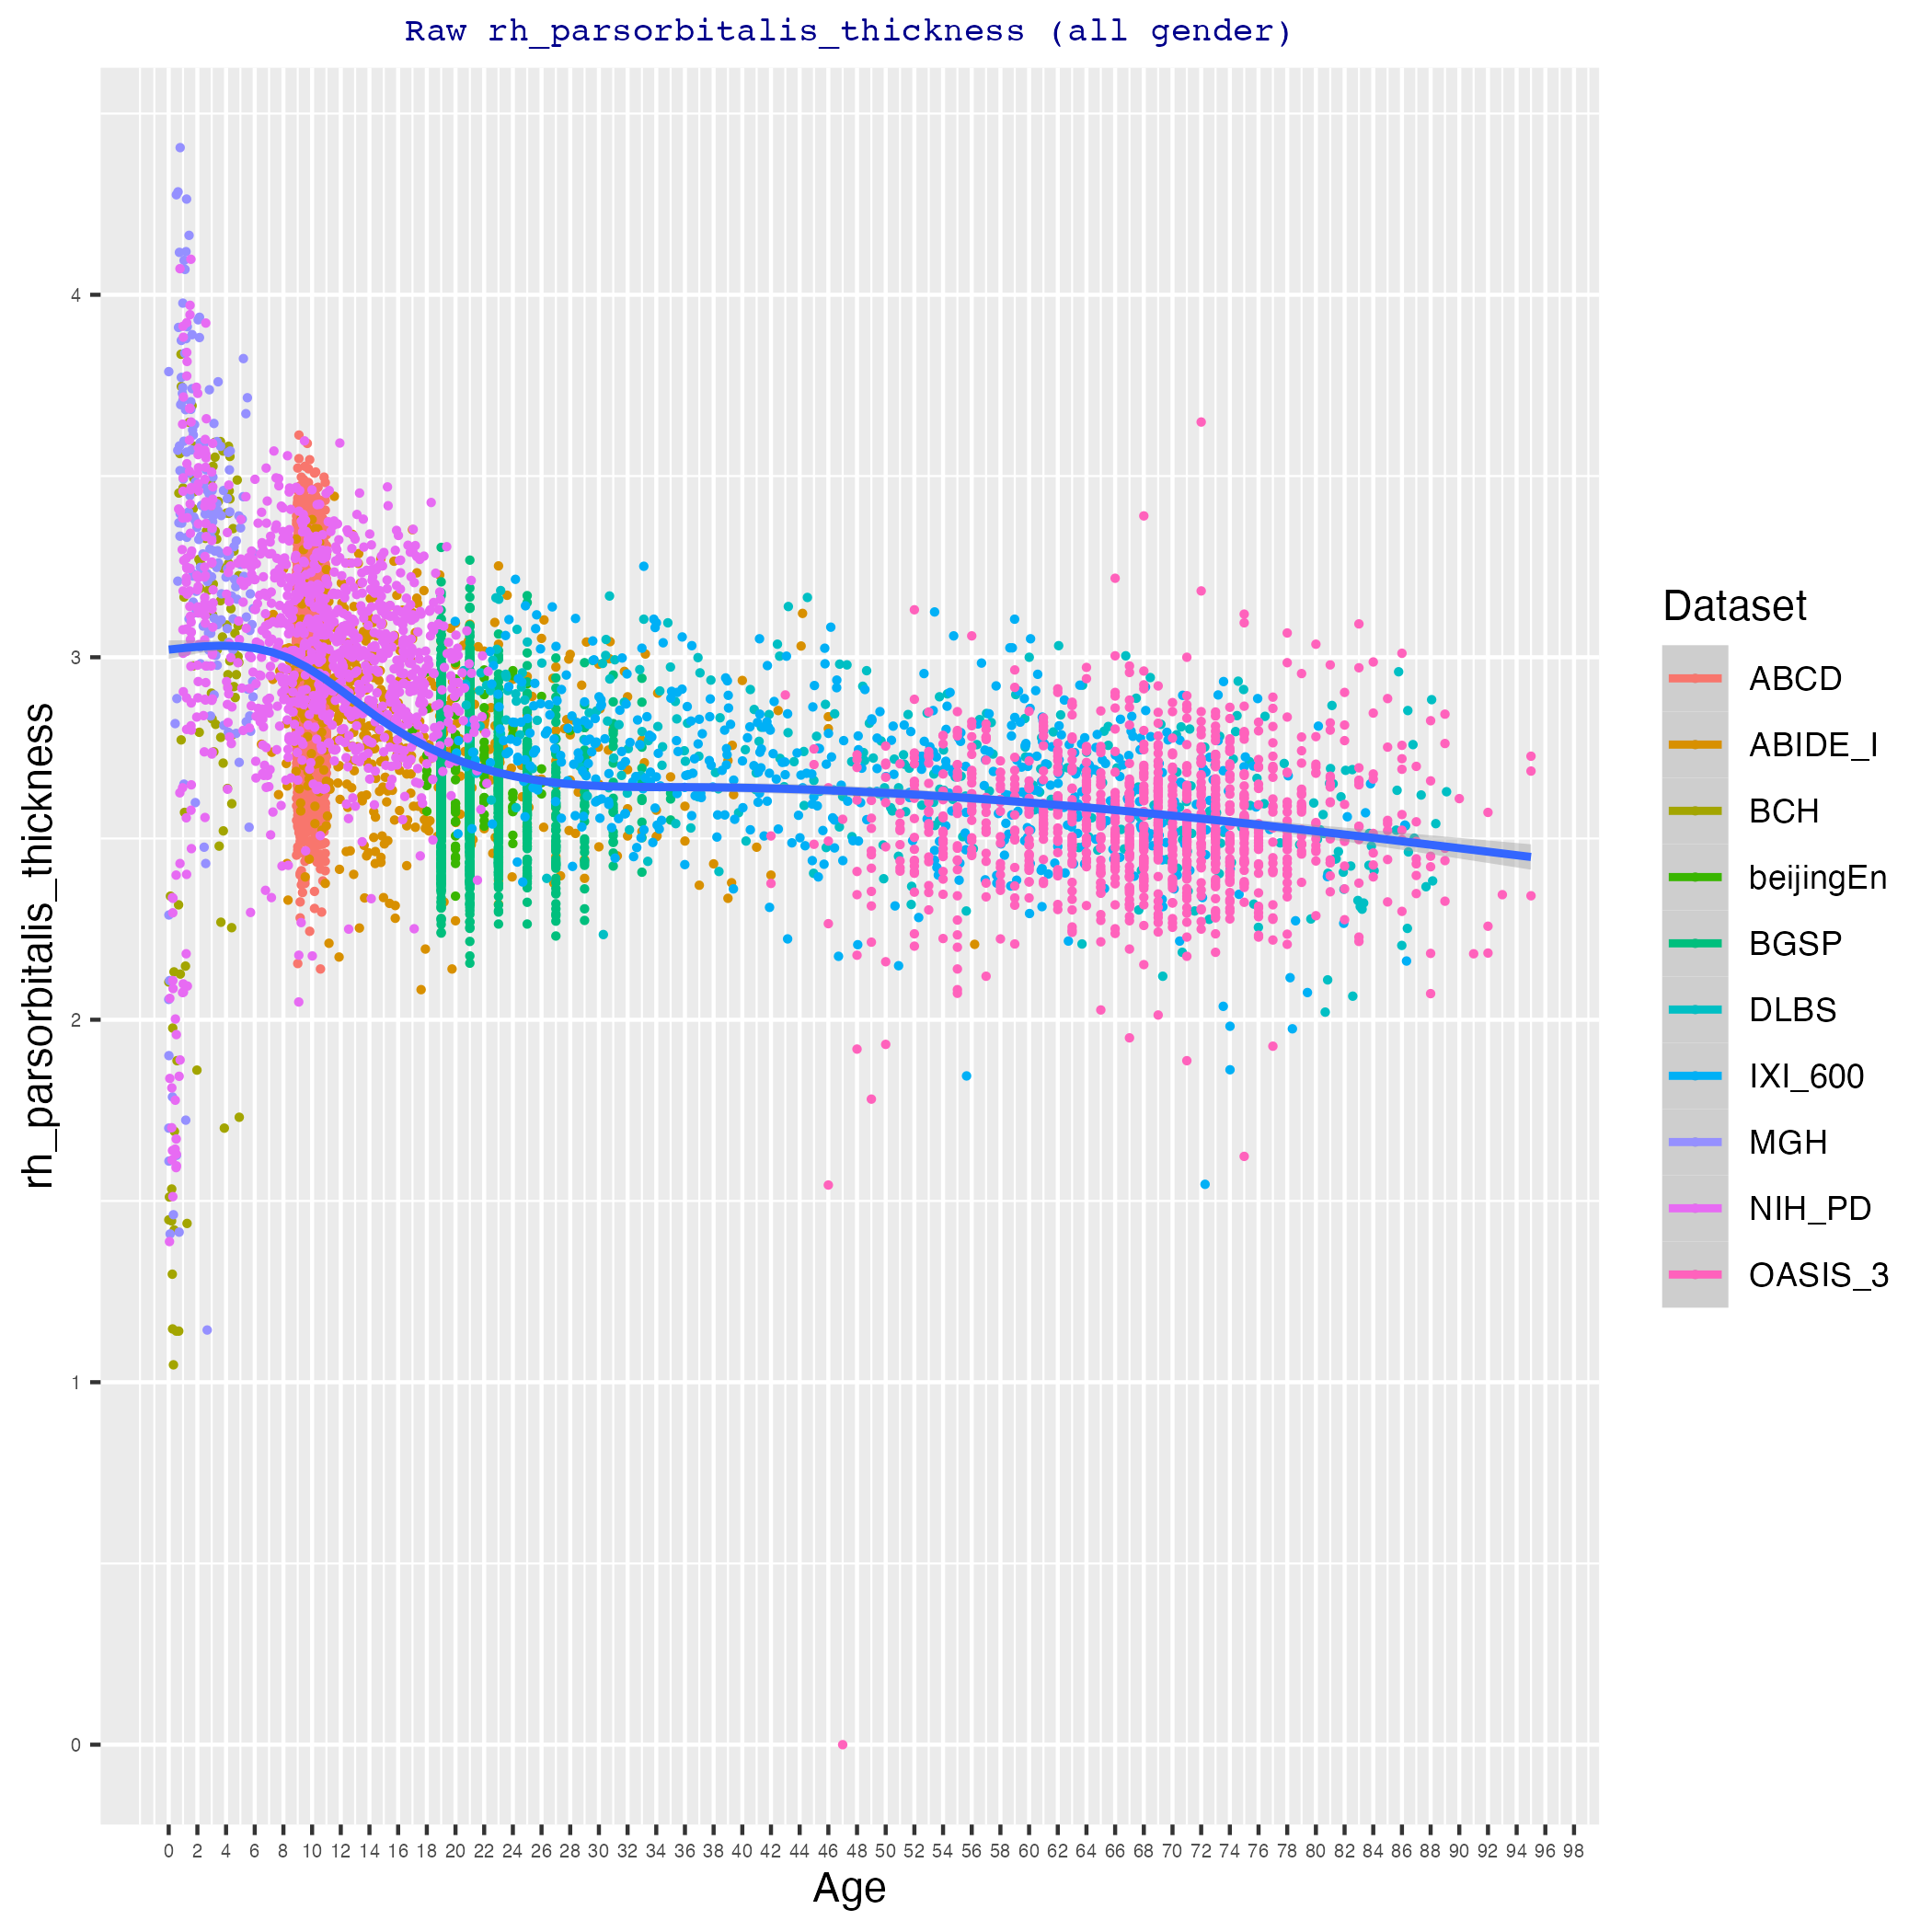 Raw rh_parsorbitalis_thickness (all gender)
rh_parsorbitalis_thickness
4
3
2
1
0
0 2 4 6 8 10 12 14 16 18 20 22 24 26 28 30 32 34 36 38 40 42 44 46 48 50 52 54 56 58 60 62 64 66 68 70 72 74 76 78 80 82 84 86 88 90 92 94 96 98
Age
Dataset
ABCD
ABIDE_I
BCH
beijingEn
BGSP
DLBS
IXI_600
MGH
NIH_PD
OASIS_3